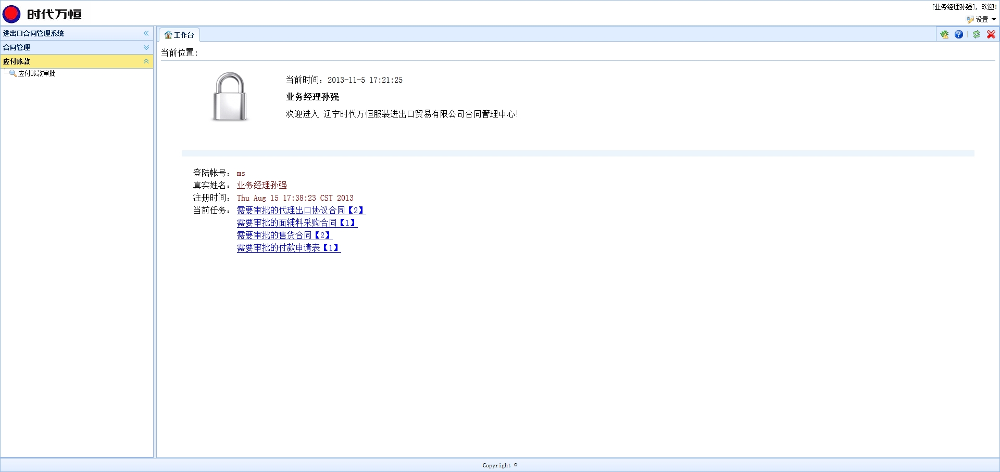 时代万恒
[业务经理孙强], 欢迎!
设置
进出口合同管理系统
合同管理
应付账款
应付账款审批
工作台
当前位置:
当前时间: 2013-11-5 17:21:25
业务经理孙强
欢迎进入 辽宁时代万恒服装进出口贸易有限公司合同管理中心!
登陆帐号: ms
真实姓名: 业务经理孙强
注册时间: Thu Aug 15 17:38:23 CST 2013
当前任务: 需要审批的代理出口协议合同【2】
需要审批的面辅料采购合同【1】
需要审批的售货合同【2】
需要审批的付款申请表【1】
Copyright ©